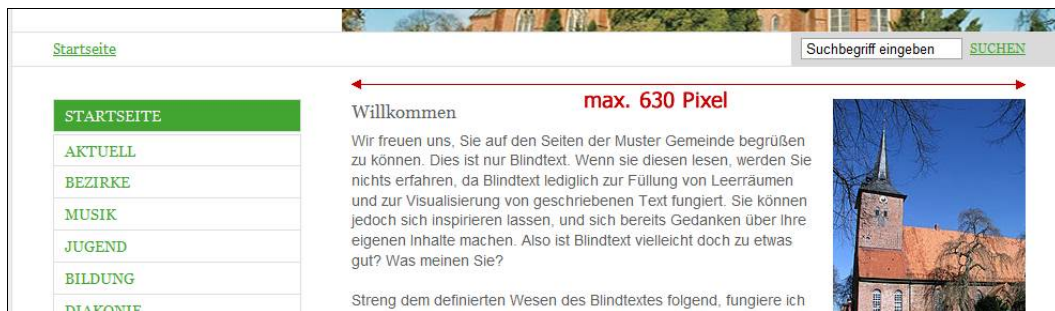 Startseite
Suchbegriff eingeben SUCHEN
max. 630 Pixel
STARTSEITE
AKTUELL
BEZIRKE
MUSIK
JUGEND
BILDUNG
DIAKONIE
Willkommen
Wir freuen uns, Sie auf den Seiten der Muster Gemeinde begrüßen
zu können. Dies ist nur Blindtext. Wenn sie diesen lesen, werden Sie
nichts erfahren, da Blindtext lediglich zur Füllung von Leerräumen
und zur Visualisierung von geschriebenen Text fungiert. Sie können
jedoch sich inspirieren lassen, und sich bereits Gedanken über Ihre
eigenen Inhalte machen. Also ist Blindtext vielleicht doch zu etwas
gut? Was meinen Sie?
Streng dem definierten Wesen des Blindtextes folgend, fungiere ich